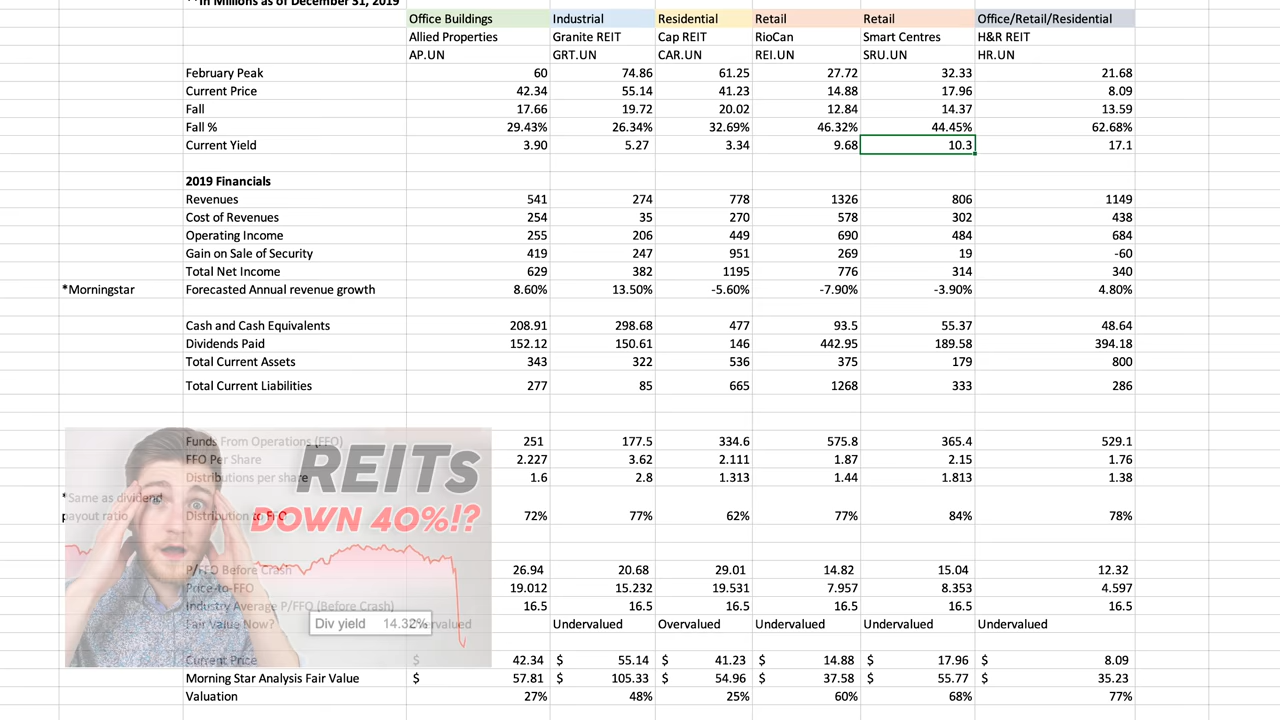 **In Millions as of December 31, 2019
Office Buildings Industrial Residential Retail Retail Office/Retail/Residential
Allied Properties Granite REIT Cap REIT RioCan Smart Centres H&R REIT
AP.UN GRT.UN CAR.UN REI.UN SRU.UN HR.UN
February Peak 60 74.86 61.25 27.72 32.33 21.68
Current Price 42.34 55.14 41.23 14.88 17.96 8.09
Fall 17.66 19.72 20.02 12.84 14.37 13.59
Fall % 29.43% 26.34% 32.69% 46.32% 44.45% 62.68%
Current Yield 3.90 5.27 3.34 9.68 10.3 17.1
2019 Financials
Revenues 541 274 778 1326 806 1149
Cost of Revenues 254 35 270 578 302 438
Operating Income 255 206 449 690 484 684
Gain on Sale of Security 419 247 951 269 19 -60
Total Net Income 629 382 1195 776 314 340
*Morningstar Forecasted Annual revenue growth 8.60% 13.50% -5.60% -7.90% -3.90% 4.80%
Cash and Cash Equivalents 208.91 298.68 477 93.5 55.37 48.64
Dividends Paid 152.12 150.61 146 442.95 189.58 394.18
Total Current Assets 343 322 536 375 179 800
Total Current Liabilities 277 85 665 1268 333 286
Funds From Operations (FFO) 251 177.5 334.6 575.8 365.4 529.1
FFO Per Share 2.227 3.62 2.111 1.87 2.15 1.76
Distributions per share 1.6 2.8 1.313 1.44 1.813 1.38
*Same as dividend
payout ratio Distribution to FFO 72% 77% 62% 77% 84% 78%
REITs
DOWN 40%!?
P/FFO Before Crash 26.94 20.68 29.01 14.82 15.04 12.32
Price-to-FFO 19.012 15.232 19.531 7.957 8.353 4.597
Industry Average P/FFO (Before Crash) 16.5 16.5 16.5 16.5 16.5 16.5
Fair Value Now? Undervalued Overvalued Undervalued Undervalued Undervalued
Div yield 14.32%
Current Price $ 42.34 $ 55.14 $ 41.23 $ 14.88 $ 17.96 $ 8.09
Morning Star Analysis Fair Value $ 57.81 $ 105.33 $ 54.96 $ 37.58 $ 55.77 $ 35.23
Valuation 27% 48% 25% 60% 68% 77%